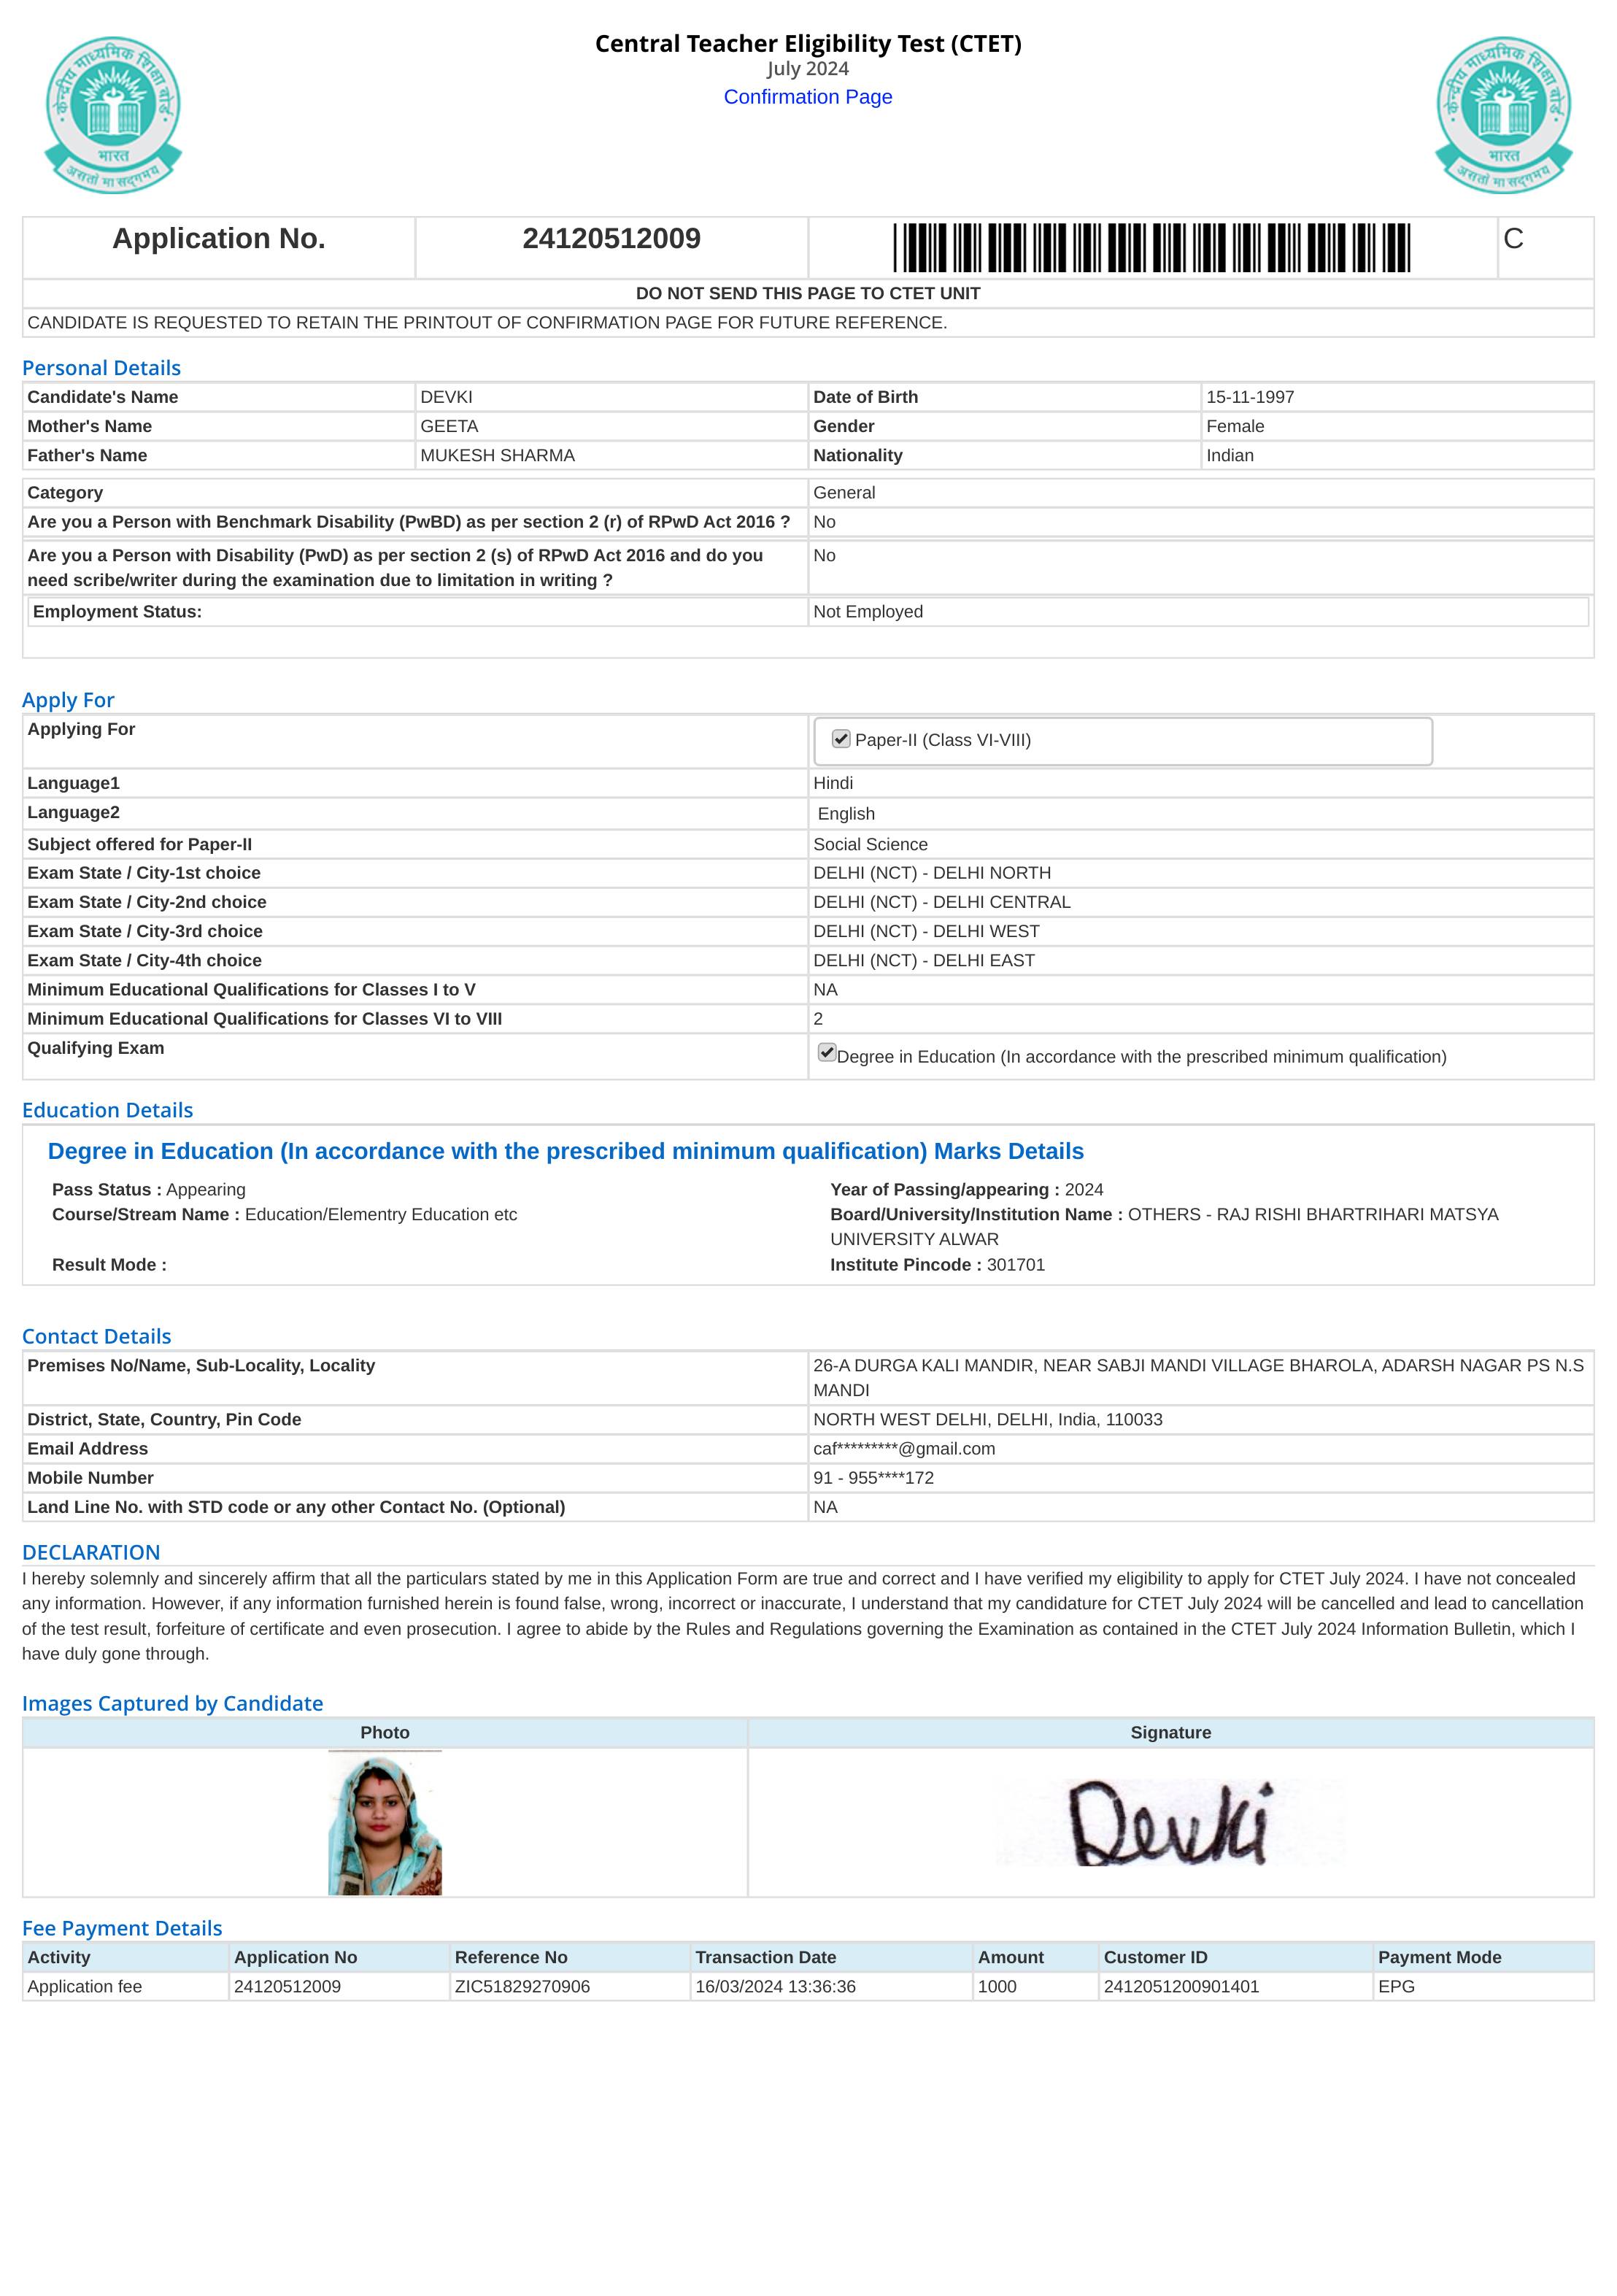 Central Teacher Eligibility Test (CTET)
July 2024
Confirmation Page
केन्द्रीय माध्यमिक शिक्षा बोर्ड
भारत
असतो मा सद्गमय
केन्द्रीय माध्यमिक शिक्षा बोर्ड
भारत
असतो मा सद्गमय
Application No. 24120512009 C
DO NOT SEND THIS PAGE TO CTET UNIT
CANDIDATE IS REQUESTED TO RETAIN THE PRINTOUT OF CONFIRMATION PAGE FOR FUTURE REFERENCE.
Personal Details
Candidate's Name DEVKI Date of Birth 15-11-1997
Mother's Name GEETA Gender Female
Father's Name MUKESH SHARMA Nationality Indian
Category General
Are you a Person with Benchmark Disability (PwBD) as per section 2 (r) of RPwD Act 2016 ? No
Are you a Person with Disability (PwD) as per section 2 (s) of RPwD Act 2016 and do you No
need scribe/writer during the examination due to limitation in writing ?
Employment Status: Not Employed
Apply For
Applying For Paper-II (Class VI-VIII)
Language1 Hindi
Language2 English
Subject offered for Paper-II Social Science
Exam State / City-1st choice DELHI (NCT) - DELHI NORTH
Exam State / City-2nd choice DELHI (NCT) - DELHI CENTRAL
Exam State / City-3rd choice DELHI (NCT) - DELHI WEST
Exam State / City-4th choice DELHI (NCT) - DELHI EAST
Minimum Educational Qualifications for Classes I to V NA
Minimum Educational Qualifications for Classes VI to VIII 2
Qualifying Exam Degree in Education (In accordance with the prescribed minimum qualification)
Education Details
Degree in Education (In accordance with the prescribed minimum qualification) Marks Details
Pass Status : Appearing Year of Passing/appearing : 2024
Course/Stream Name : Education/Elementry Education etc Board/University/Institution Name : OTHERS - RAJ RISHI BHARTRIHARI MATSYA
UNIVERSITY ALWAR
Result Mode : Institute Pincode : 301701
Contact Details
Premises No/Name, Sub-Locality, Locality 26-A DURGA KALI MANDIR, NEAR SABJI MANDI VILLAGE BHAROLA, ADARSH NAGAR PS N.S
MANDI
District, State, Country, Pin Code NORTH WEST DELHI, DELHI, India, 110033
Email Address caf*********@gmail.com
Mobile Number 91 - 955****172
Land Line No. with STD code or any other Contact No. (Optional) NA
DECLARATION
I hereby solemnly and sincerely affirm that all the particulars stated by me in this Application Form are true and correct and I have verified my eligibility to apply for CTET July 2024. I have not concealed
any information. However, if any information furnished herein is found false, wrong, incorrect or inaccurate, I understand that my candidature for CTET July 2024 will be cancelled and lead to cancellation
of the test result, forfeiture of certificate and even prosecution. I agree to abide by the Rules and Regulations governing the Examination as contained in the CTET July 2024 Information Bulletin, which I
have duly gone through.
Images Captured by Candidate
Photo Signature
Devki
Fee Payment Details
Activity Application No Reference No Transaction Date Amount Customer ID Payment Mode
Application fee 24120512009 ZIC51829270906 16/03/2024 13:36:36 1000 2412051200901401 EPG